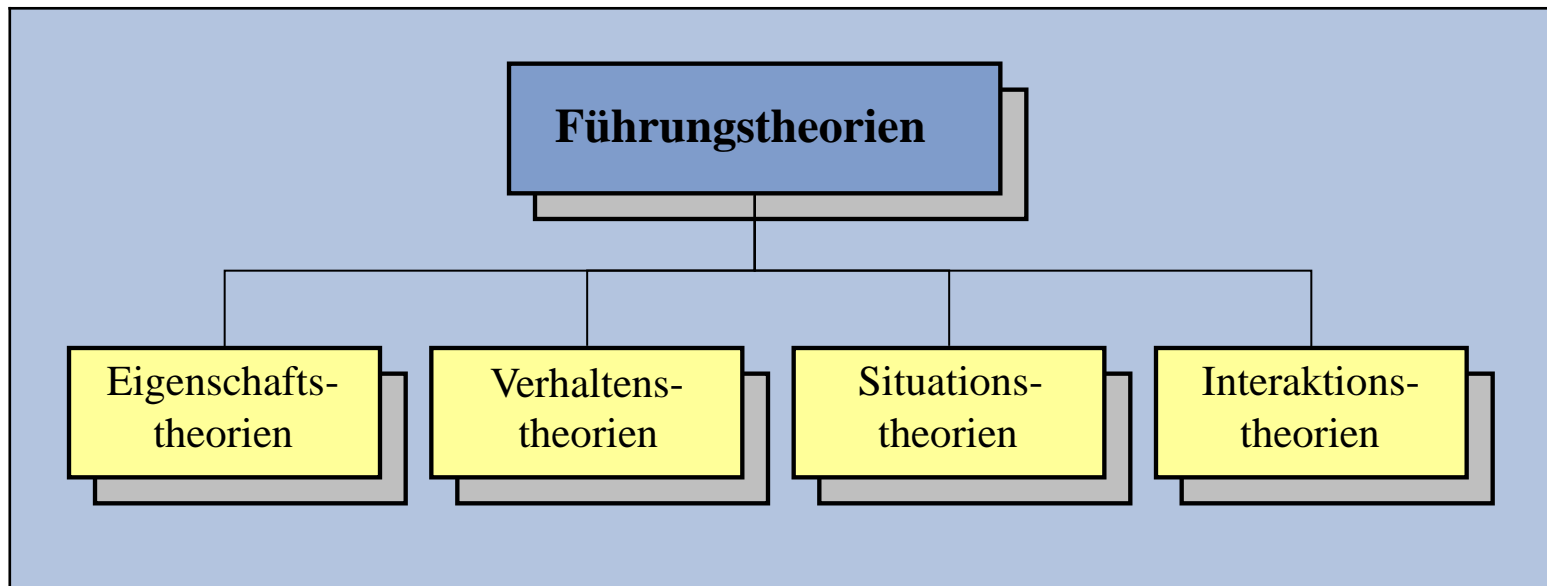 Führungstheorien
Eigenschafts-
theorien
Verhaltens-
theorien
Situations-
theorien
Interaktions-
theorien